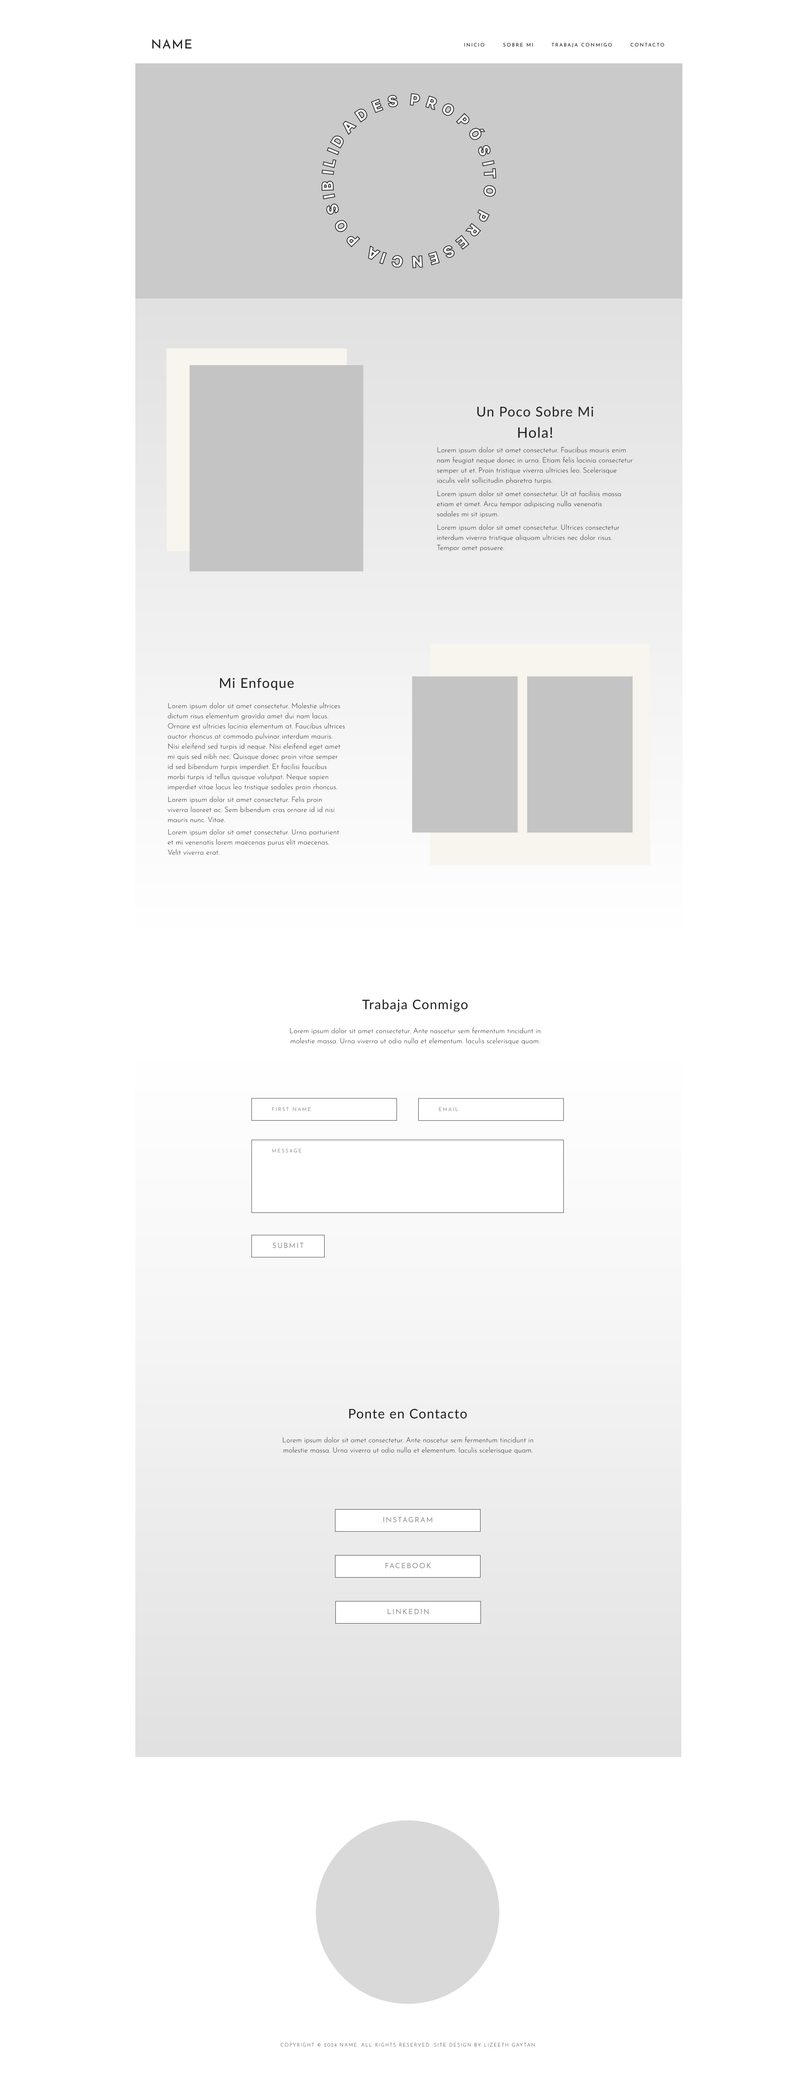 NAME
INICIO SOBRE MI TRABAJA CONMIGO CONTACTO
PROPÓSITO PRESENCIA POSIBILIDADES
Un Poco Sobre Mi
Hola!
Lorem ipsum dolor sit amet consectetur. Faucibus mauris enim
nam feugiat neque donec in urna. Etiam felis lacinia consectetur
semper ut et. Proin tristique viverra ultricies leo. Scelerisque
iaculis velit sollicitudin pharetra turpis.
Lorem ipsum dolor sit amet consectetur. Ut at facilisis massa
etiam et amet. Arcu tempor adipiscing nulla venenatis
sodales mi sit ipsum.
Lorem ipsum dolor sit amet consectetur. Ultrices consectetur
interdum viverra tristique aliquam ultricies nec dolor risus.
Tempor amet posuere.
Mi Enfoque
Lorem ipsum dolor sit amet consectetur. Molestie ultrices
dictum risus elementum gravida amet dui nam lacus.
Ornare est ultricies lacinia elementum at. Faucibus ultrices
auctor rhoncus at commodo pulvinar interdum mauris.
Nisi eleifend sed turpis id neque. Nisi eleifend eget amet
mi quis sed nibh nec. Quisque donec proin vitae semper
id sed bibendum turpis imperdiet. Et facilisi faucibus
morbi turpis id tellus quisque volutpat. Neque sapien
imperdiet vitae lacus leo tristique sodales proin rhoncus.
Lorem ipsum dolor sit amet consectetur. Felis proin
viverra laoreet ac. Sem bibendum cras ornare id id nisi
mauris nunc. Vitae.
Lorem ipsum dolor sit amet consectetur. Urna parturient
et mi venenatis lorem maecenas purus elit maecenas.
Velit viverra erat.
Trabaja Conmigo
Lorem ipsum dolor sit amet consectetur. Ante nascetur sem fermentum tincidunt in
molestie massa. Urna viverra ut odio nulla et elementum. Iaculis scelerisque quam.
FIRST NAME EMAIL
MESSAGE
SUBMIT
Ponte en Contacto
Lorem ipsum dolor sit amet consectetur. Ante nascetur sem fermentum tincidunt in
molestie massa. Urna viverra ut odio nulla et elementum. Iaculis scelerisque quam.
INSTAGRAM
FACEBOOK
LINKEDIN
COPYRIGHT © 2024 NAME. ALL RIGHTS RESERVED. SITE DESIGN BY LIZEETH GAYTAN